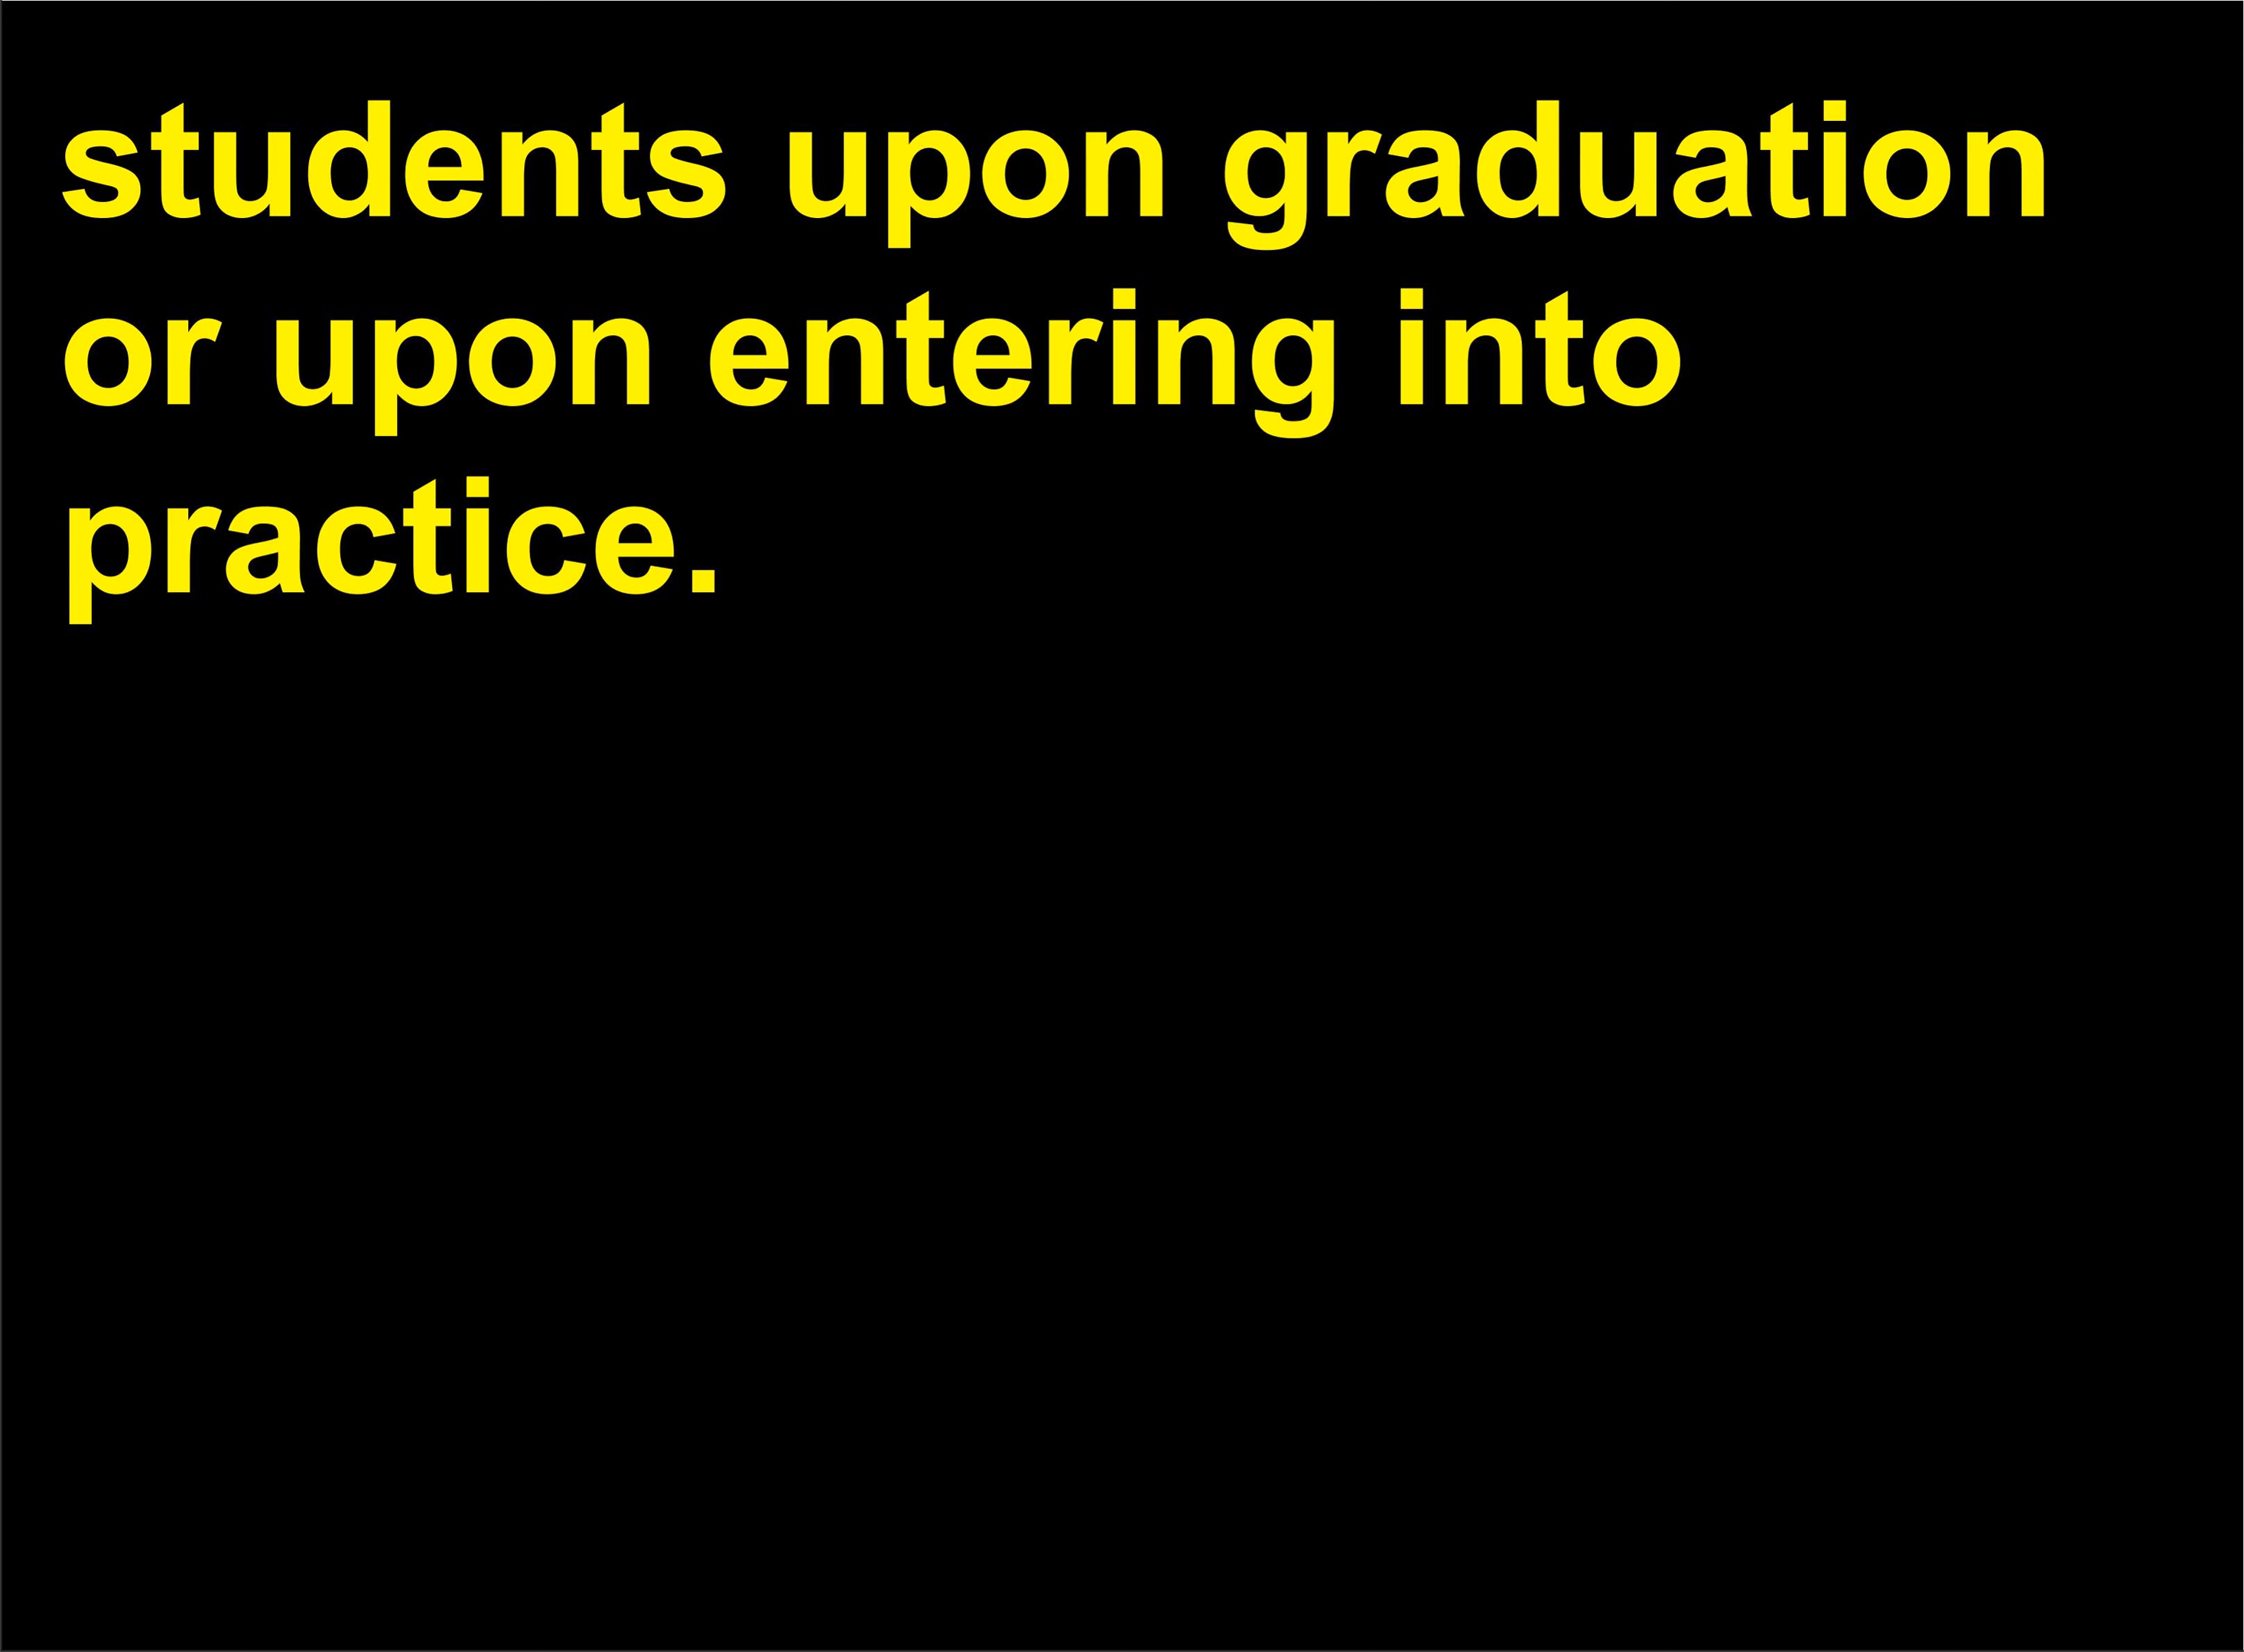 students upon graduation
or upon entering into
practice.